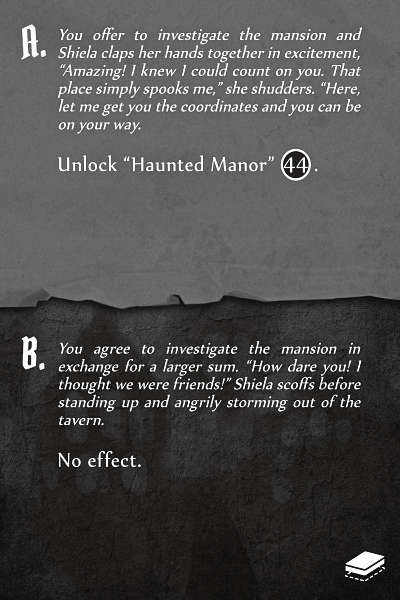 A.
You offer to investigate the mansion and
Shiela claps her hands together in excitement,
“Amazing! I knew I could count on you. That
place simply spooks me,” she shudders. “Here,
let me get you the coordinates and you can be
on your way.
Unlock “Haunted Manor” 44.
B.
You agree to investigate the mansion in
exchange for a larger sum. “How dare you! I
thought we were friends!” Shiela scoffs before
standing up and angrily storming out of the
tavern.
No effect.